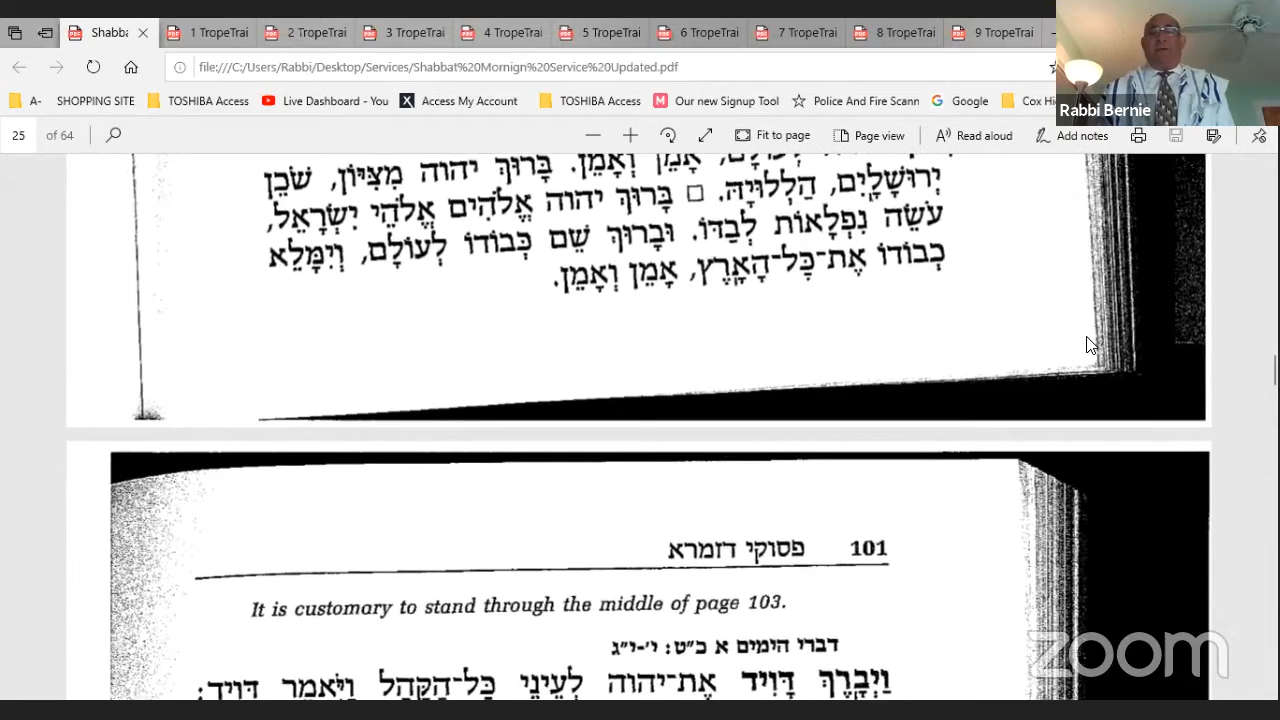 Shabba
1 TropeTrai
2 TropeTrai
3 TropeTrai
4 TropeTrai
5 TropeTrai
6 TropeTrai
7 TropeTrai
8 TropeTrai
9 TropeTrai
file:///C:/Users/Rabbi/Desktop/Services/Shabbat%20Mornign%20Service%20Updated.pdf
A- SHOPPING SITE TOSHIBA Access Live Dashboard - You Access My Account TOSHIBA Access Our new Signup Tool Police And Fire Scann Google Cox Hi
Rabbi Bernie
25 of 64 Fit to page Page view Read aloud Add notes
לְעוֹלָם, אָמֵן וְאָמֵן. בָּרוּךְ יהוה מִצִּיּוֹן, שֹׁכֵן
יְרוּשָׁלָיִם, הַלְלוּיָהּ. □ בָּרוּךְ יהוה אֱלֹהִים אֱלֹהֵי יִשְׂרָאֵל,
עֹשֵׂה נִפְלָאוֹת לְבַדּוֹ. וּבָרוּךְ שֵׁם כְּבוֹדוֹ לְעוֹלָם, וְיִמָּלֵא
כְבוֹדוֹ אֶת־כָּל־הָאָרֶץ, אָמֵן וְאָמֵן.
101 פסוקי דזמרא
It is customary to stand through the middle of page 103.
דברי הימים א כ״ט: י׳-י״ג
וַיְבָרֶךְ דָּוִיד אֶת־יהוה לְעֵינֵי כָּל־הַקָּהָל וַיֹּאמֶר דָּוִיד:
zoom